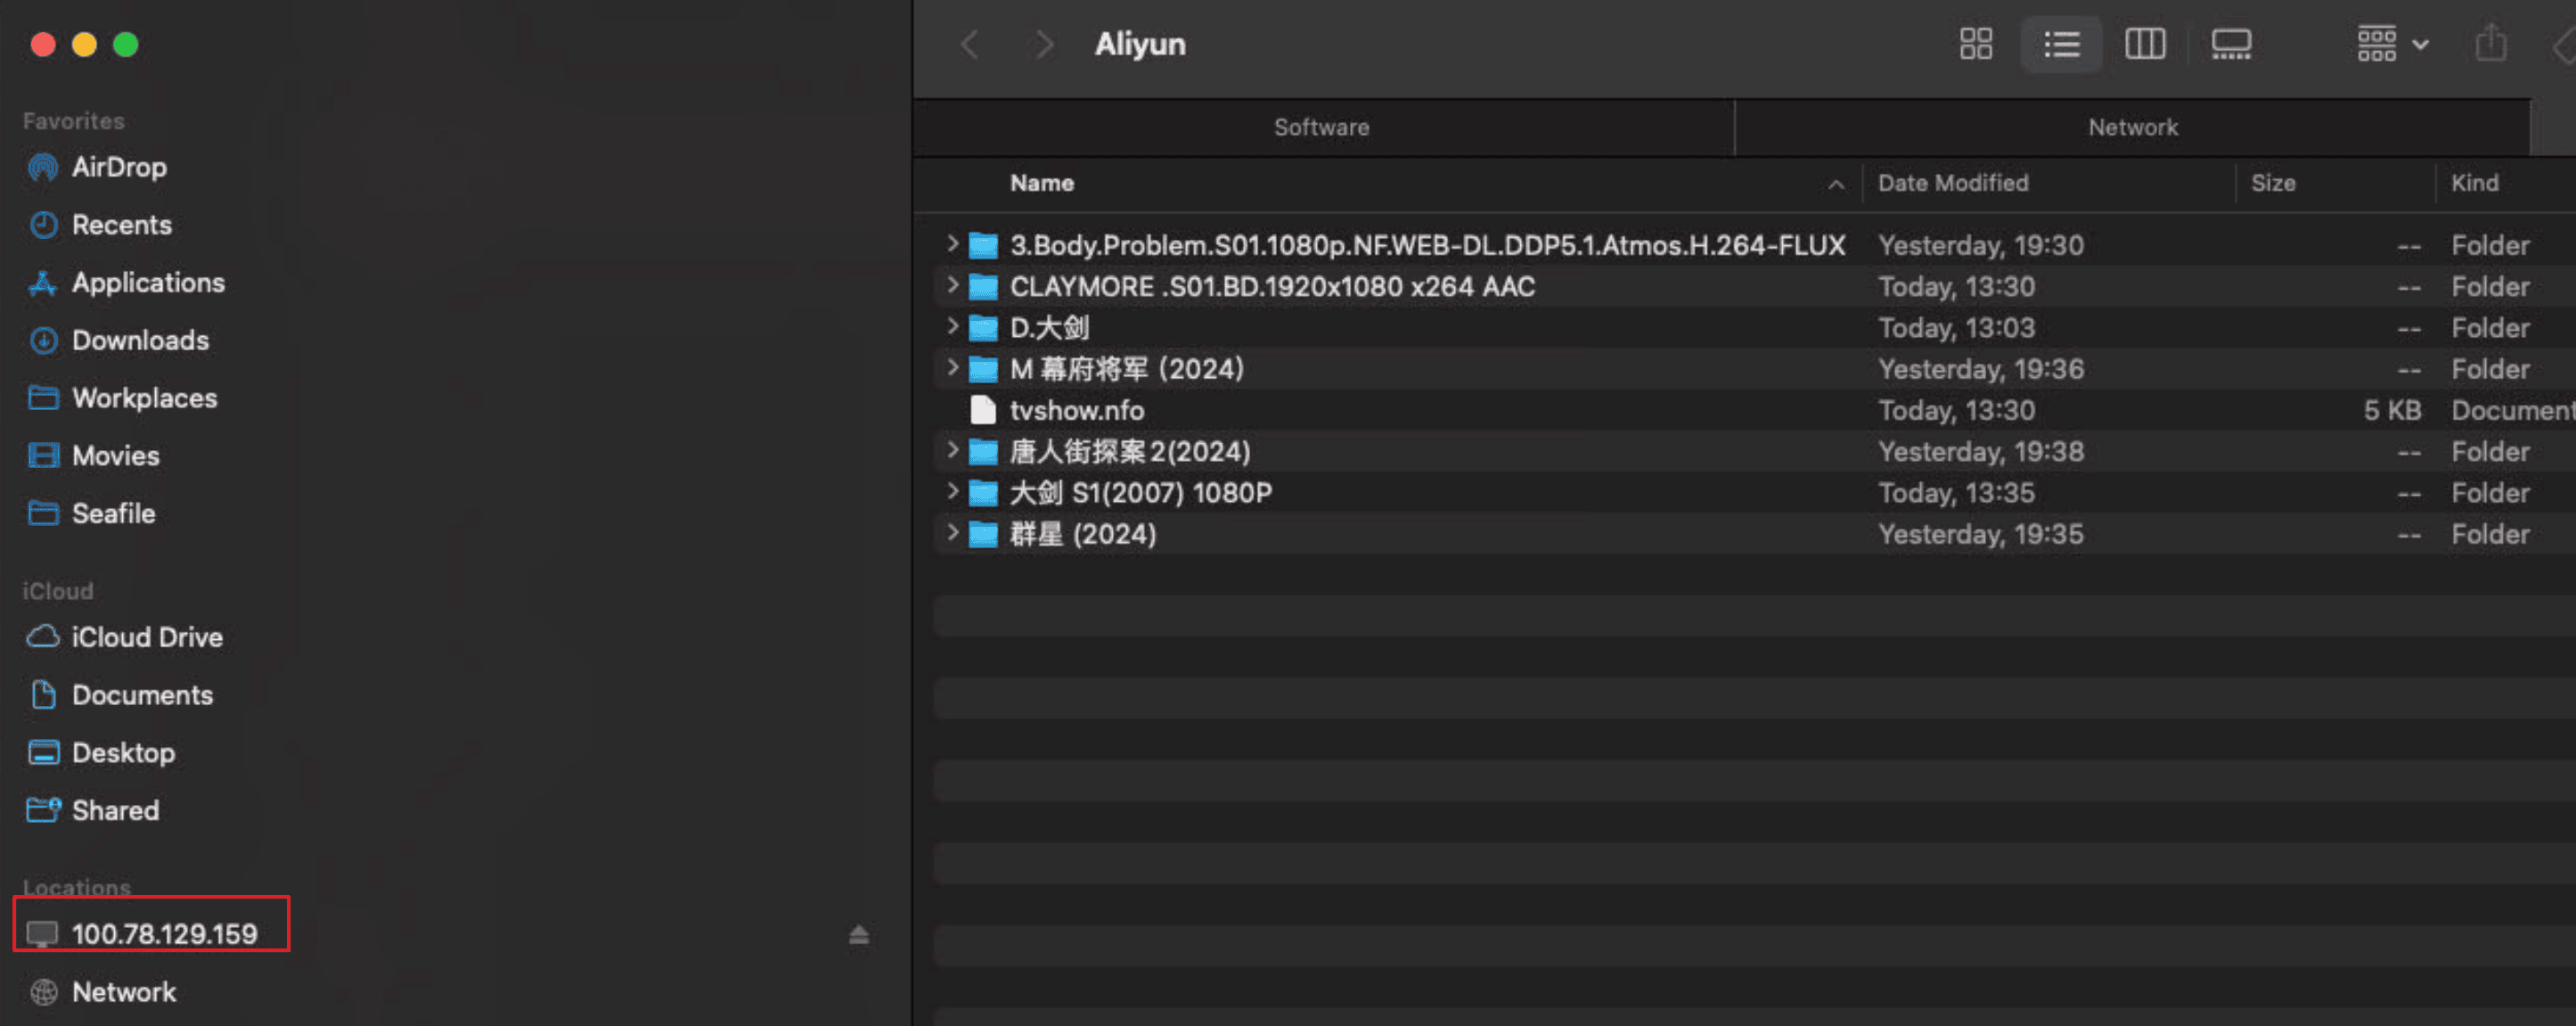 Aliyun
Favorites
AirDrop
Recents
Applications
Downloads
Workplaces
Movies
Seafile
iCloud
iCloud Drive
Documents
Desktop
Shared
Locations
100.78.129.159
Network
Software Network
Name Date Modified Size Kind
3.Body.Problem.S01.1080p.NF.WEB-DL.DDP5.1.Atmos.H.264-FLUX Yesterday, 19:30 -- Folder
CLAYMORE .S01.BD.1920x1080 x264 AAC Today, 13:30 -- Folder
D.大剑 Today, 13:03 -- Folder
M 幕府将军 (2024) Yesterday, 19:36 -- Folder
tvshow.nfo Today, 13:30 5 KB Document
唐人街探案2(2024) Yesterday, 19:38 -- Folder
大剑 S1(2007) 1080P Today, 13:35 -- Folder
群星 (2024) Yesterday, 19:35 -- Folder